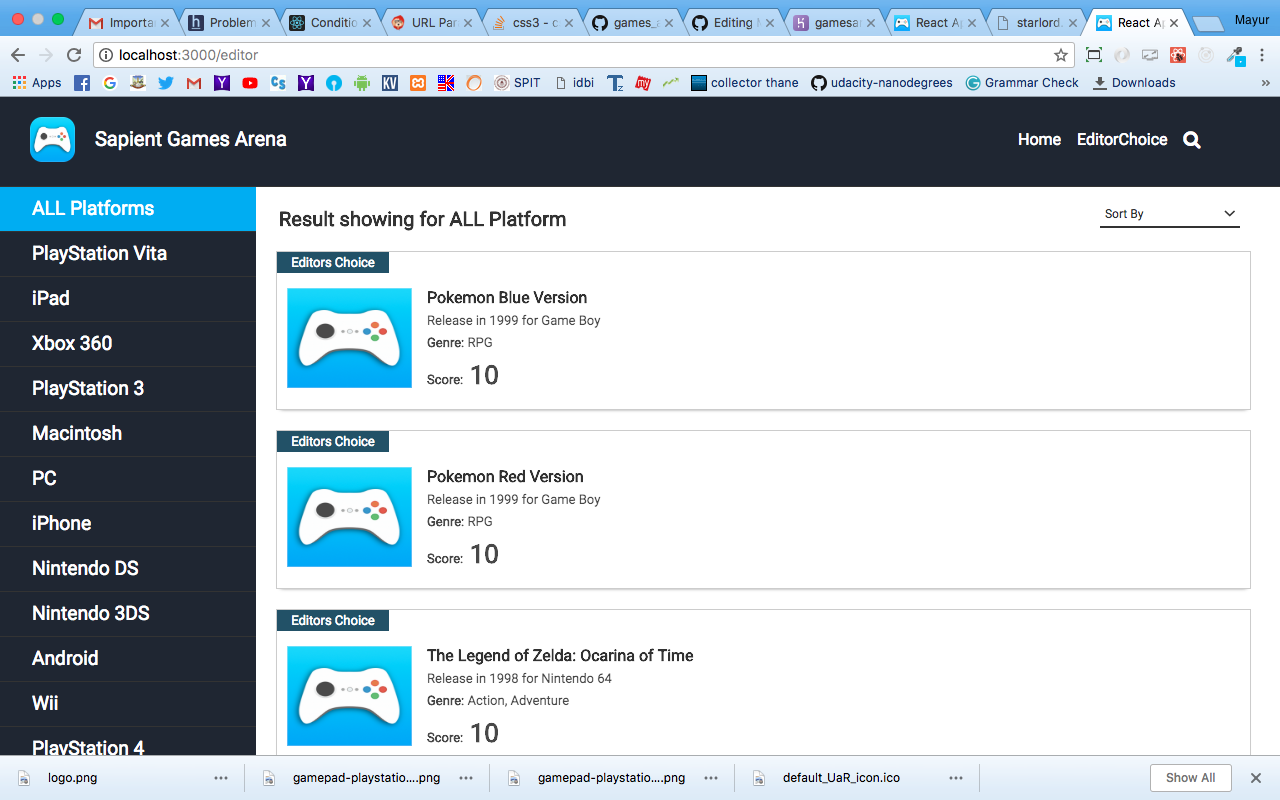 Importa
Problem
Conditio
URL Par
css3 - c
games_a
Editing M
gamesar
React Ap
starlord.
React Ap
Mayur
localhost:3000/editor
Apps
SPIT
idbi
collector thane
udacity-nanodegrees
Grammar Check
Downloads
Sapient Games Arena
Home
EditorChoice
ALL Platforms
PlayStation Vita
iPad
Xbox 360
PlayStation 3
Macintosh
PC
iPhone
Nintendo DS
Nintendo 3DS
Android
Wii
PlayStation 4
Result showing for ALL Platform
Sort By
Editors Choice
Pokemon Blue Version
Release in 1999 for Game Boy
Genre: RPG
Score: 10
Editors Choice
Pokemon Red Version
Release in 1999 for Game Boy
Genre: RPG
Score: 10
Editors Choice
The Legend of Zelda: Ocarina of Time
Release in 1998 for Nintendo 64
Genre: Action, Adventure
Score: 10
logo.png
gamepad-playstatio....png
gamepad-playstatio....png
default_UaR_icon.ico
Show All